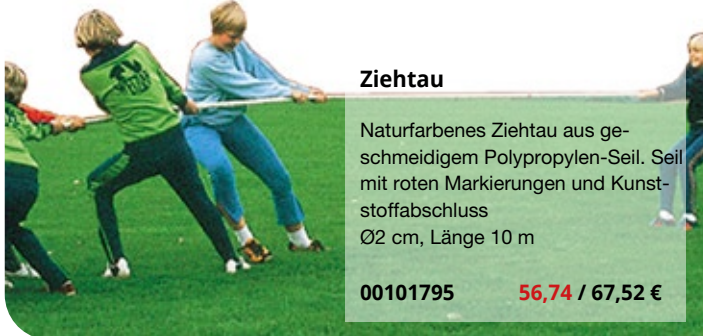 Ziehtau
Naturfarbenes Ziehtau aus ge-
schmeidigem Polypropylen-Seil. Seil
mit roten Markierungen und Kunst-
stoffabschluss
Ø2 cm, Länge 10 m
00101795 56,74 / 67,52 €